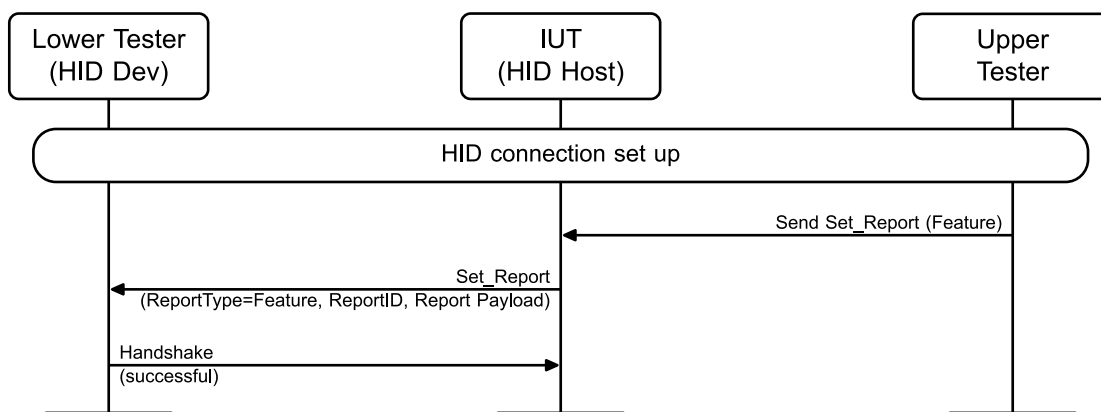 Lower Tester
(HID Dev)
IUT
(HID Host)
Upper
Tester
HID connection set up
Send Set_Report (Feature)
Set_Report
(ReportType=Feature, ReportID, Report Payload)
Handshake
(successful)